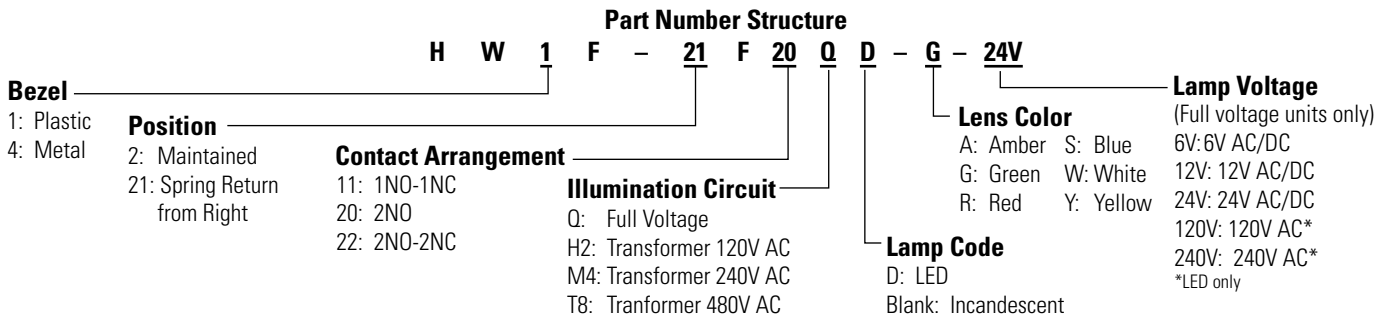 Part Number Structure
H W 1 F – 21 F 20 Q D – G – 24V
Bezel
1: Plastic
4: Metal
Position
2: Maintained
21: Spring Return
from Right
Contact Arrangement
11: 1NO-1NC
20: 2NO
22: 2NO-2NC
Illumination Circuit
Q: Full Voltage
H2: Transformer 120V AC
M4: Transformer 240V AC
T8: Tranformer 480V AC
Lamp Code
D: LED
Blank: Incandescent
Lens Color
A: Amber S: Blue
G: Green W: White
R: Red Y: Yellow
Lamp Voltage
(Full voltage units only)
6V: 6V AC/DC
12V: 12V AC/DC
24V: 24V AC/DC
120V: 120V AC*
240V: 240V AC*
*LED only